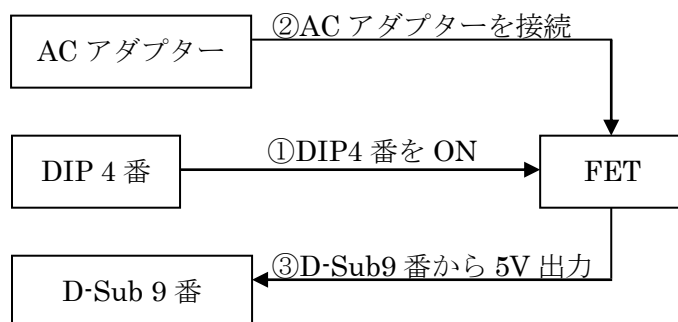 ②AC アダプターを接続
AC アダプター
①DIP4 番を ON
DIP 4 番
FET
③D-Sub9 番から 5V 出力
D-Sub 9 番